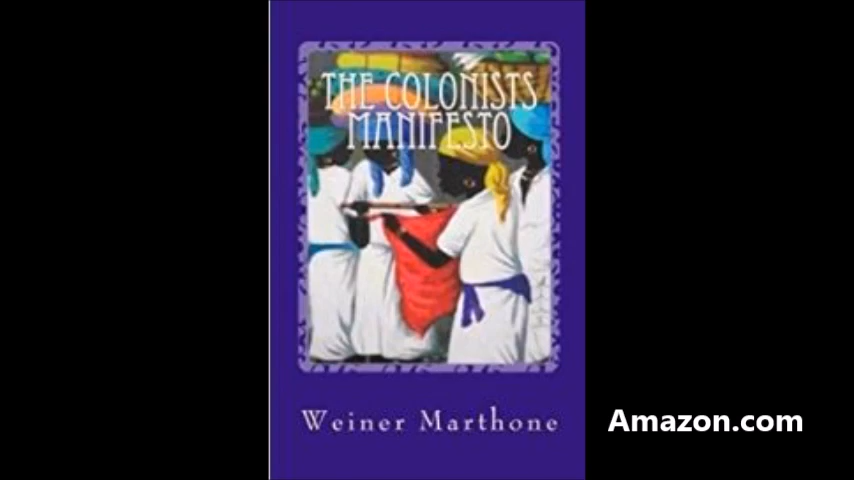 THE COLONISTS
MANIFESTO
Weiner Marthone
Amazon.com